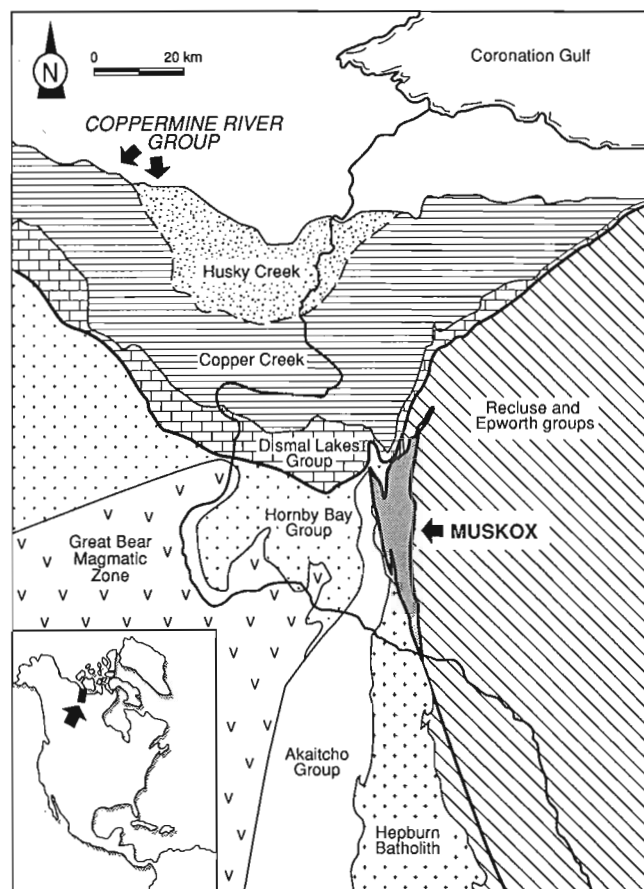 0 20 km
N
Coronation Gulf
COPPERMINE RIVER
GROUP
Husky Creek
Copper Creek
Recluse and
Epworth groups
Dismal Lakes
Group
Hornby Bay
Group
MUSKOX
Great Bear
Magmatic
Zone
Akaitcho
Group
Hepburn
Batholith